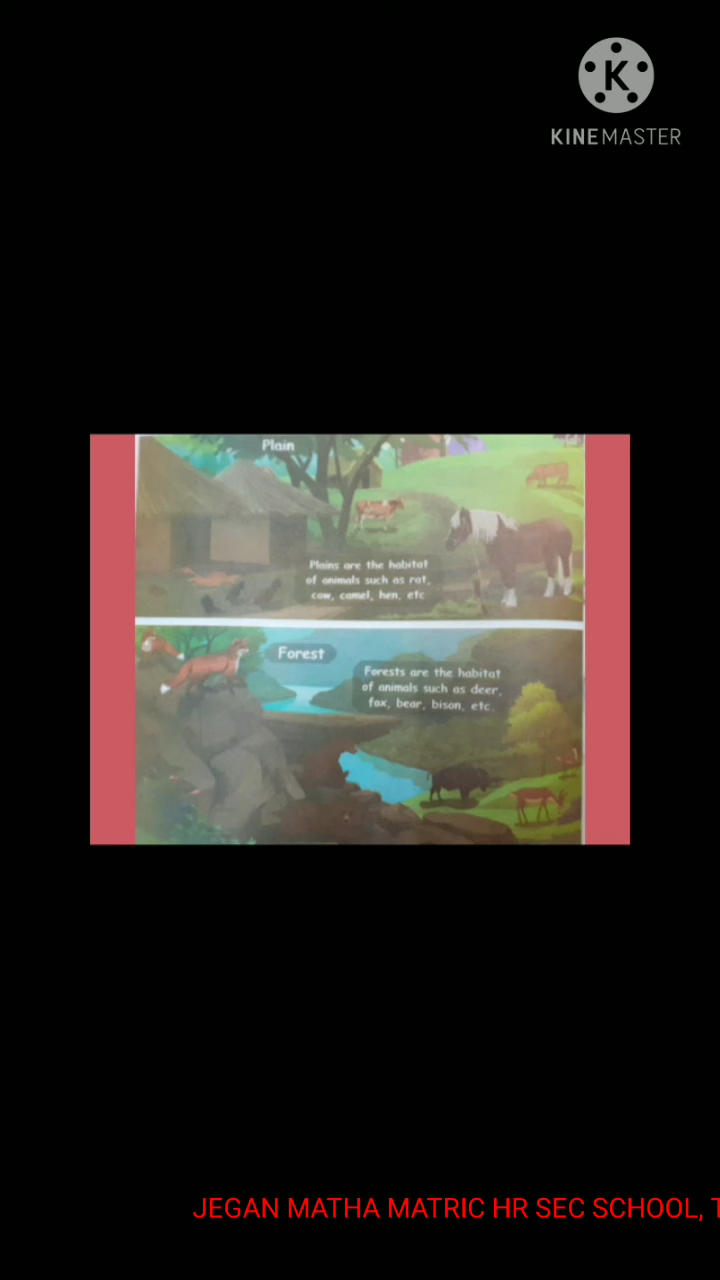 K
KINEMASTER
Plain
Plains are the habitat
of animals such as rat,
cow, camel, hen, etc
Forest
Forests are the habitat
of animals such as deer,
fox, bear, bison, etc.
JEGAN MATHA MATRIC HR SEC SCHOOL, T